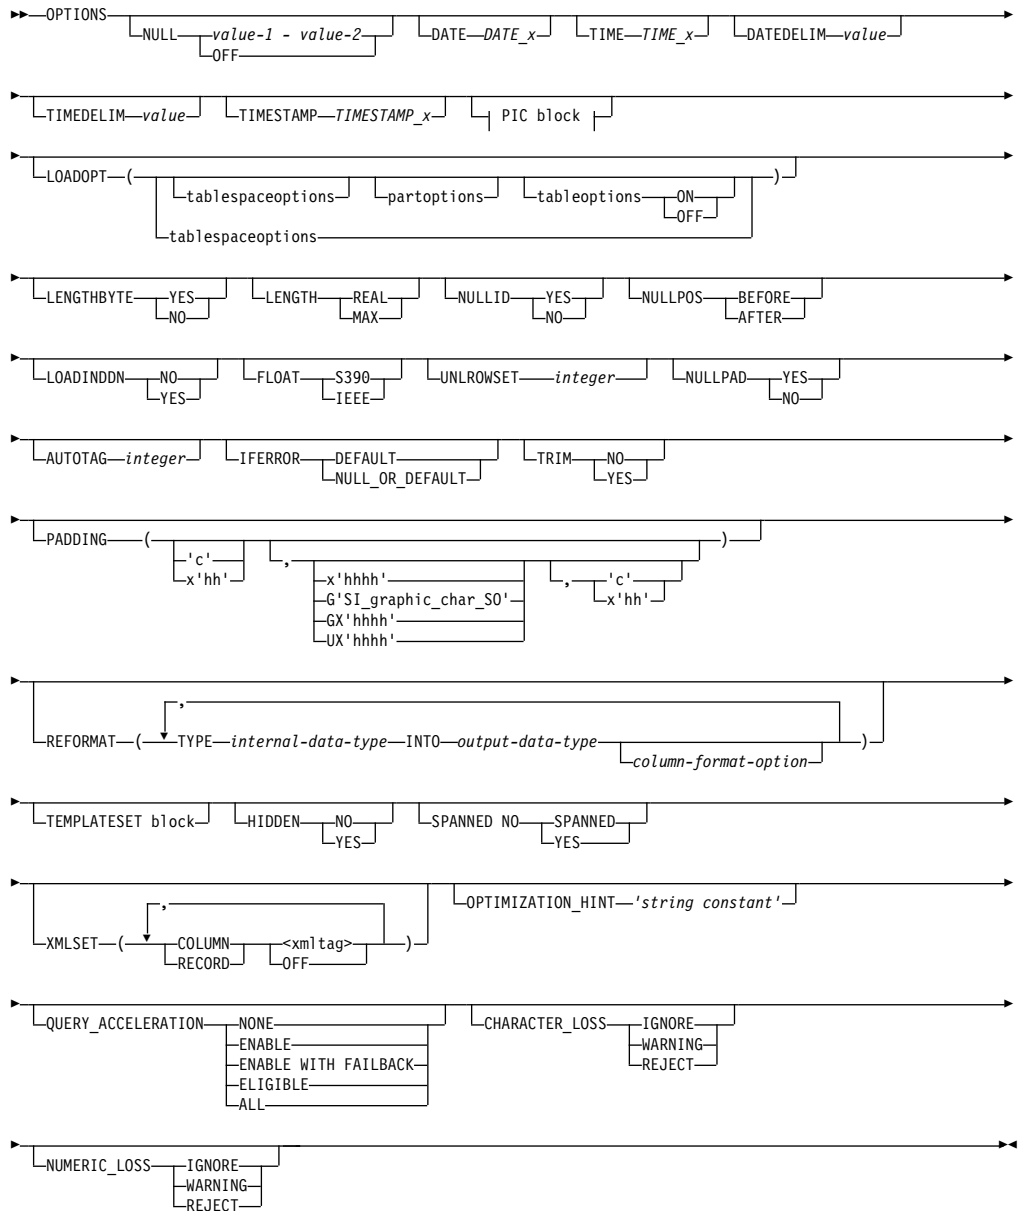 OPTIONS NULL value-1 - value-2 DATE DATE_x TIME TIME_x DATEDELIM value
OFF
TIMEDELIM value TIMESTAMP TIMESTAMP_x PIC block
LOADOPT ( tablespaceoptions partoptions tableoptions ON )
OFF
tablespaceoptions
LENGTHBYTE YES LENGTH REAL NULLID YES NULLPOS BEFORE
NO MAX NO AFTER
LOADINDDN NO FLOAT S390 UNLROWSET integer NULLPAD YES
YES IEEE NO
AUTOTAG integer IFERROR DEFAULT TRIM NO
NULL_OR_DEFAULT YES
PADDING ( )
'c' ,
x'hh' x'hhhh' , 'c'
G'SI_graphic_char_SO' x'hh'
GX'hhhh'
UX'hhhh'
,
REFORMAT ( TYPE internal-data-type INTO output-data-type )
column-format-option
TEMPLATESET block HIDDEN NO SPANNED NO SPANNED
YES YES
, OPTIMIZATION_HINT 'string constant'
XMLSET ( COLUMN <xmltag> )
RECORD OFF
QUERY_ACCELERATION NONE CHARACTER_LOSS IGNORE
ENABLE WARNING
ENABLE WITH FAILBACK REJECT
ELIGIBLE
ALL
NUMERIC_LOSS IGNORE
WARNING
REJECT